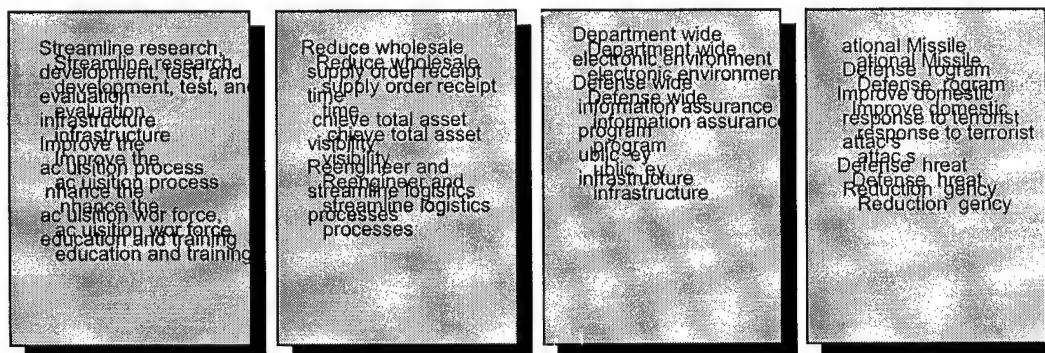 Streamline research,
development, test, and
evaluation
infrastructure
Improve the
ac uisition process
nhance the
ac uisition wor force,
education and training
Reduce wholesale
supply order receipt
time
chieve total asset
visibility
Reengineer and
streamline logistics
processes
Department wide
electronic environment
Defense wide
information assurance
program
ublic ey
infrastructure
ational Missile
Defense rogram
Improve domestic
response to terrorist
attac s
Defense hreat
Reduction gency